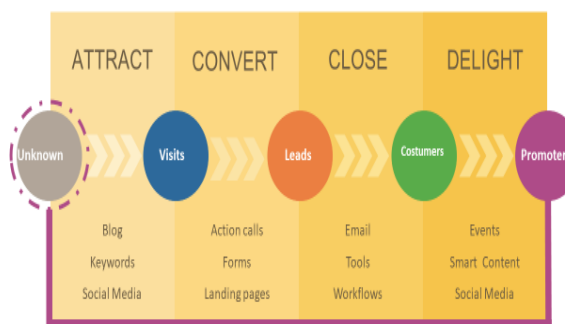 ATTRACT CONVERT CLOSE DELIGHT
Unknown Visits Leads Costumers Promoter
Blog Action calls Email Events
Keywords Forms Tools Smart Content
Social Media Landing pages Workflows Social Media